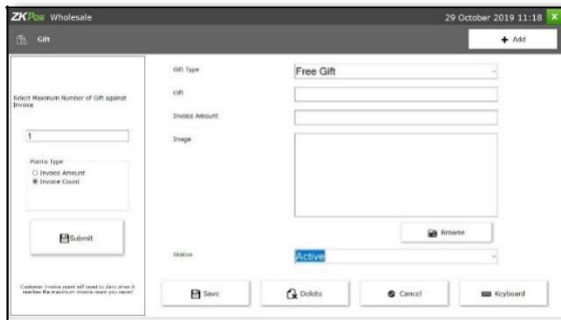 ZKPos Wholesale
29 October 2019 11:18 X
Gift
+ Add
Select Maximum Number of Gift against
Invoice
1
Points Type
Invoice Amount
Invoice Count
Submit
Customer invoice point will reset to Zero when it
reaches the maximum invoice count you saved
Gift Type
Free Gift
Gift
Invoice Amount
Image
Browse
Status
Active
Save
Delete
Cancel
Keyboard